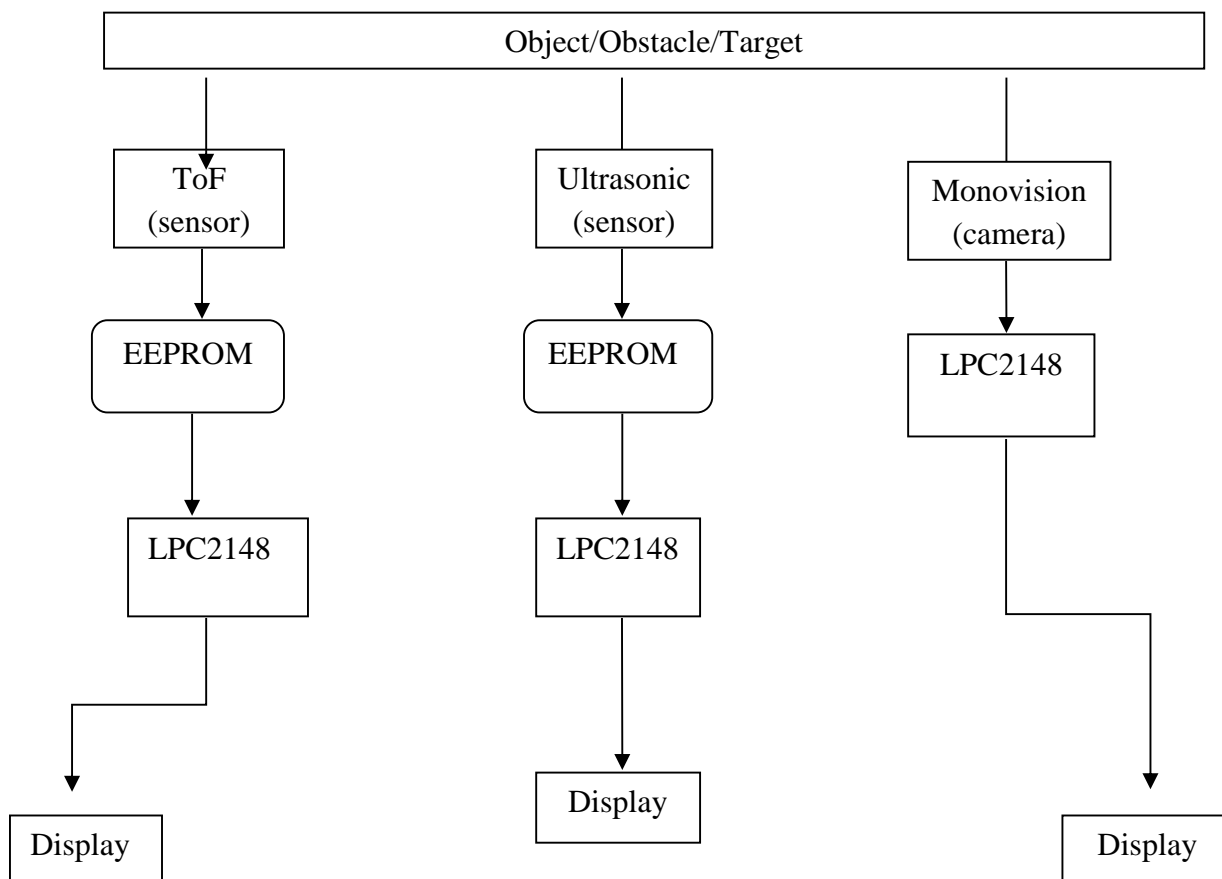 Object/Obstacle/Target
ToF
(sensor)
Ultrasonic
(sensor)
Monovision
(camera)
EEPROM
EEPROM
LPC2148
LPC2148
LPC2148
Display
Display
Display